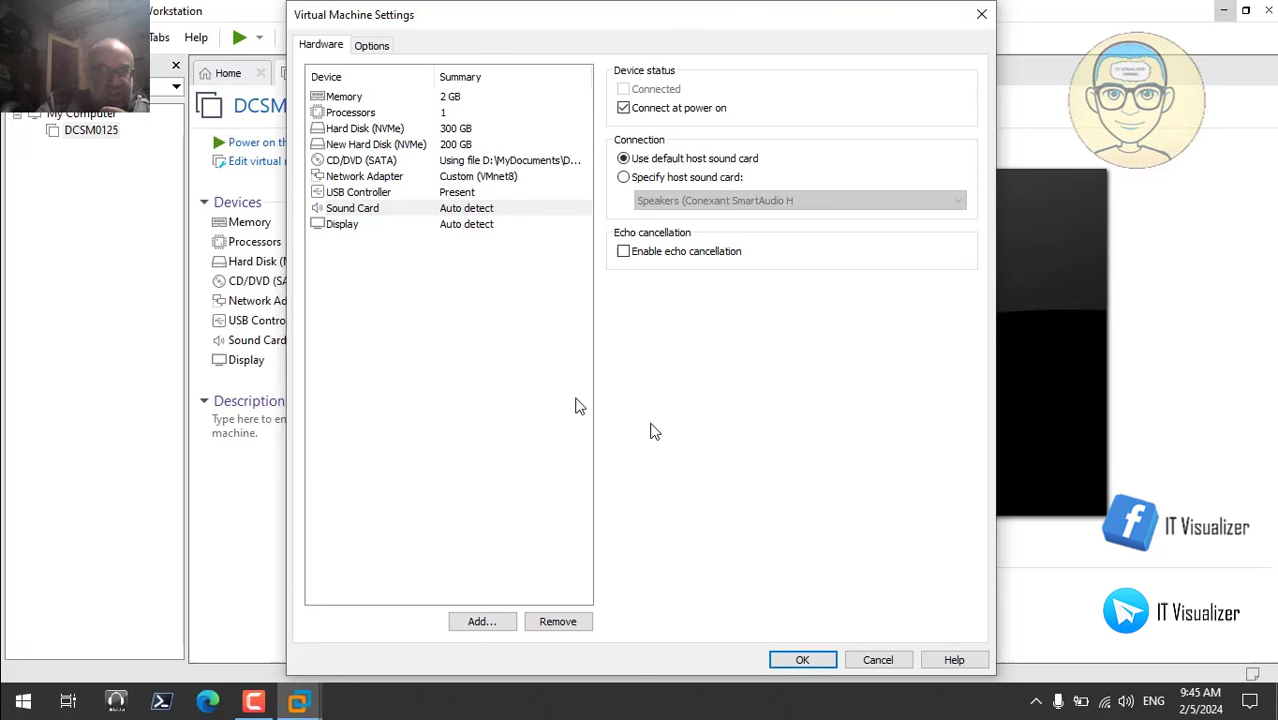 orkstation
Virtual Machine Settings
Tabs Help
Hardware Options
Home
My Computer
DCSM0125
DCSM
Power on th
Edit virtual
Devices
Memory
Processors
Hard Disk (N
CD/DVD (SA
Network Ad
USB Contro
Sound Card
Display
Description
Type here to en
machine.
Device Summary
Memory 2 GB
Processors 1
Hard Disk (NVMe) 300 GB
New Hard Disk (NVMe) 200 GB
CD/DVD (SATA) Using file D:\MyDocuments\D...
Network Adapter Custom (VMnet8)
USB Controller Present
Sound Card Auto detect
Display Auto detect
Add... Remove
Device status
Connected
Connect at power on
Connection
Use default host sound card
Specify host sound card:
Speakers (Conexant SmartAudio H
Echo cancellation
Enable echo cancellation
OK Cancel Help
IT VISUALIZER
IT Visualizer
IT Visualizer
ENG
9:45 AM
2/5/2024